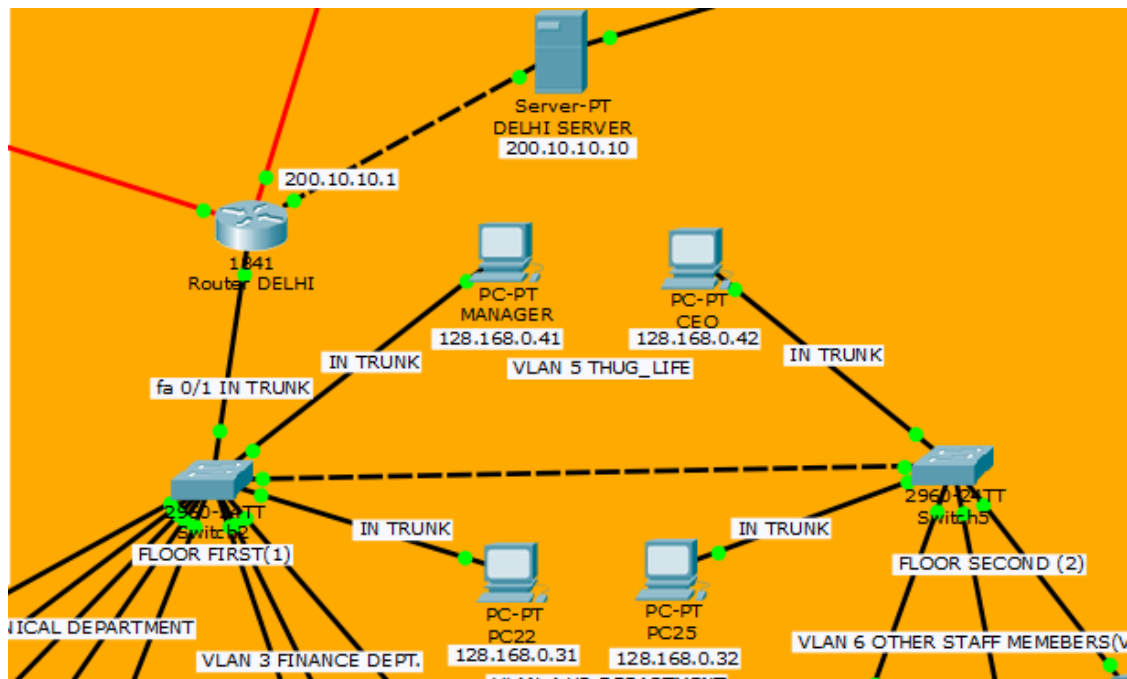 Server-PT
DELHI SERVER
200.10.10.10
200.10.10.1
1841
Router DELHI
PC-PT
MANAGER
128.168.0.41
PC-PT
CEO
128.168.0.42
IN TRUNK
VLAN 5 THUG_LIFE
IN TRUNK
fa 0/1 IN TRUNK
2960-24TT
Switch2
FLOOR FIRST(1)
2960-24TT
Switch5
FLOOR SECOND (2)
IN TRUNK
IN TRUNK
PC-PT
PC22
128.168.0.31
PC-PT
PC25
128.168.0.32
NICAL DEPARTMENT
VLAN 3 FINANCE DEPT.
VLAN 6 OTHER STAFF MEMEBERS(V